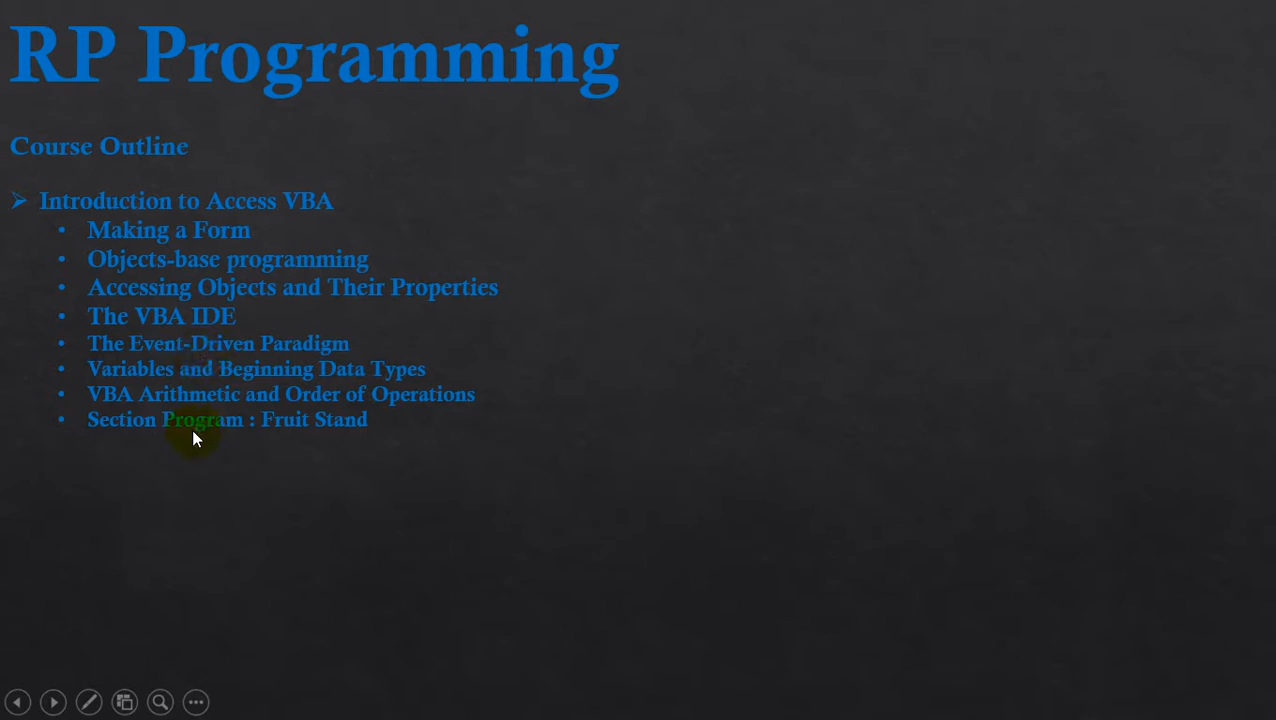 RP Programming
Course Outline
➢ Introduction to Access VBA
• Making a Form
• Objects-base programming
• Accessing Objects and Their Properties
• The VBA IDE
• The Event-Driven Paradigm
• Variables and Beginning Data Types
• VBA Arithmetic and Order of Operations
• Section Program : Fruit Stand